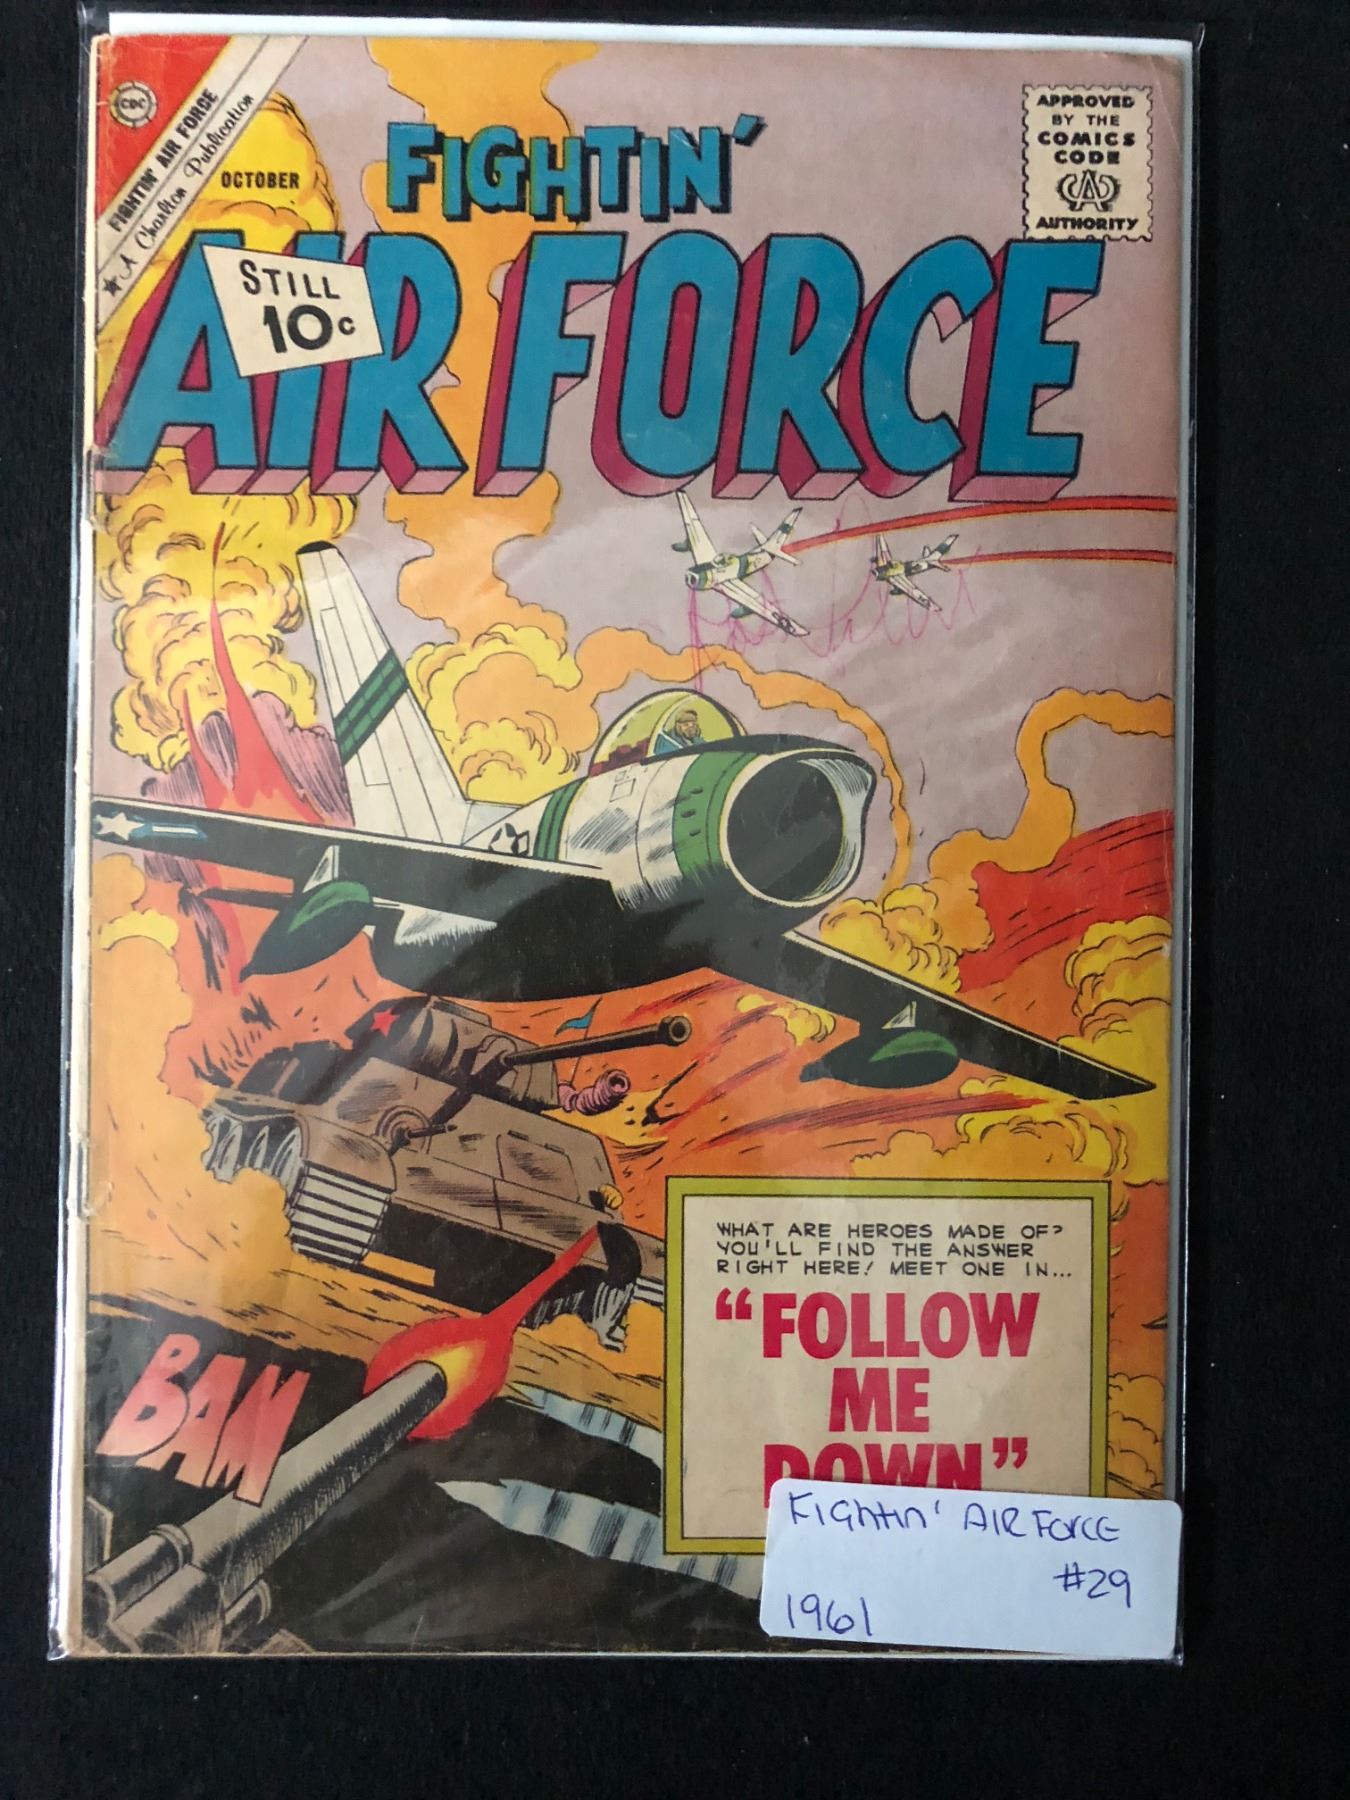 CDC
FIGHTIN' AIR FORCE
A Charlton Publication
OCTOBER
FIGHTIN'
AIR FORCE
STILL
10c
APPROVED
BY THE
COMICS
CODE
CA
AUTHORITY
WHAT ARE HEROES MADE OF?
YOU'LL FIND THE ANSWER
RIGHT HERE! MEET ONE IN...
"FOLLOW
ME
DOWN"
BAM
FIGHTIN' AIR FORCE
#29
1961